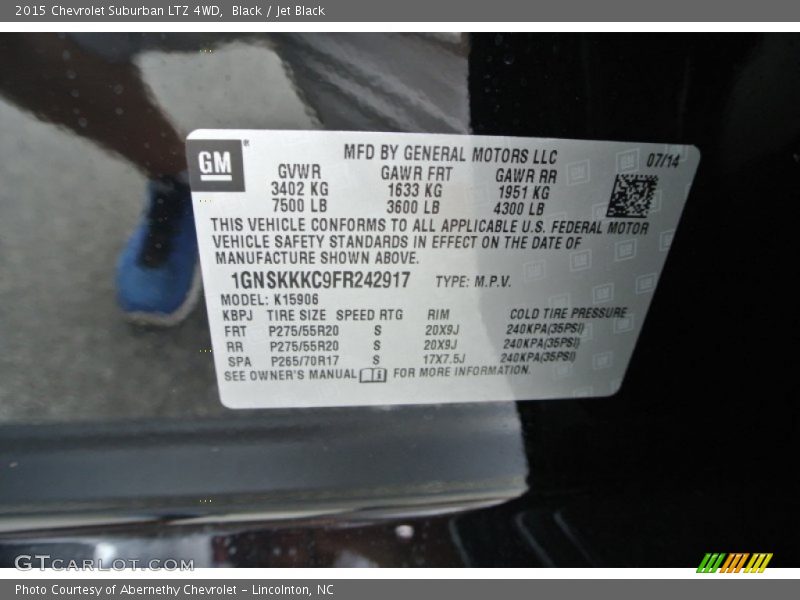 2015 Chevrolet Suburban LTZ 4WD, Black / Jet Black
GM
MFD BY GENERAL MOTORS LLC 07/14
GVWR GAWR FRT GAWR RR
3402 KG 1633 KG 1951 KG
7500 LB 3600 LB 4300 LB
THIS VEHICLE CONFORMS TO ALL APPLICABLE U.S. FEDERAL MOTOR
VEHICLE SAFETY STANDARDS IN EFFECT ON THE DATE OF
MANUFACTURE SHOWN ABOVE.
1GNSKKKC9FR242917 TYPE: M.P.V.
MODEL: K15906
KBPJ TIRE SIZE SPEED RTG RIM COLD TIRE PRESSURE
FRT P275/55R20 S 20X9J 240KPA(35PSI)
RR P275/55R20 S 20X9J 240KPA(35PSI)
SPA P265/70R17 S 17X7.5J 240KPA(35PSI)
SEE OWNER'S MANUAL FOR MORE INFORMATION.
GTCARLOT.COM
Photo Courtesy of Abernethy Chevrolet – Lincolnton, NC